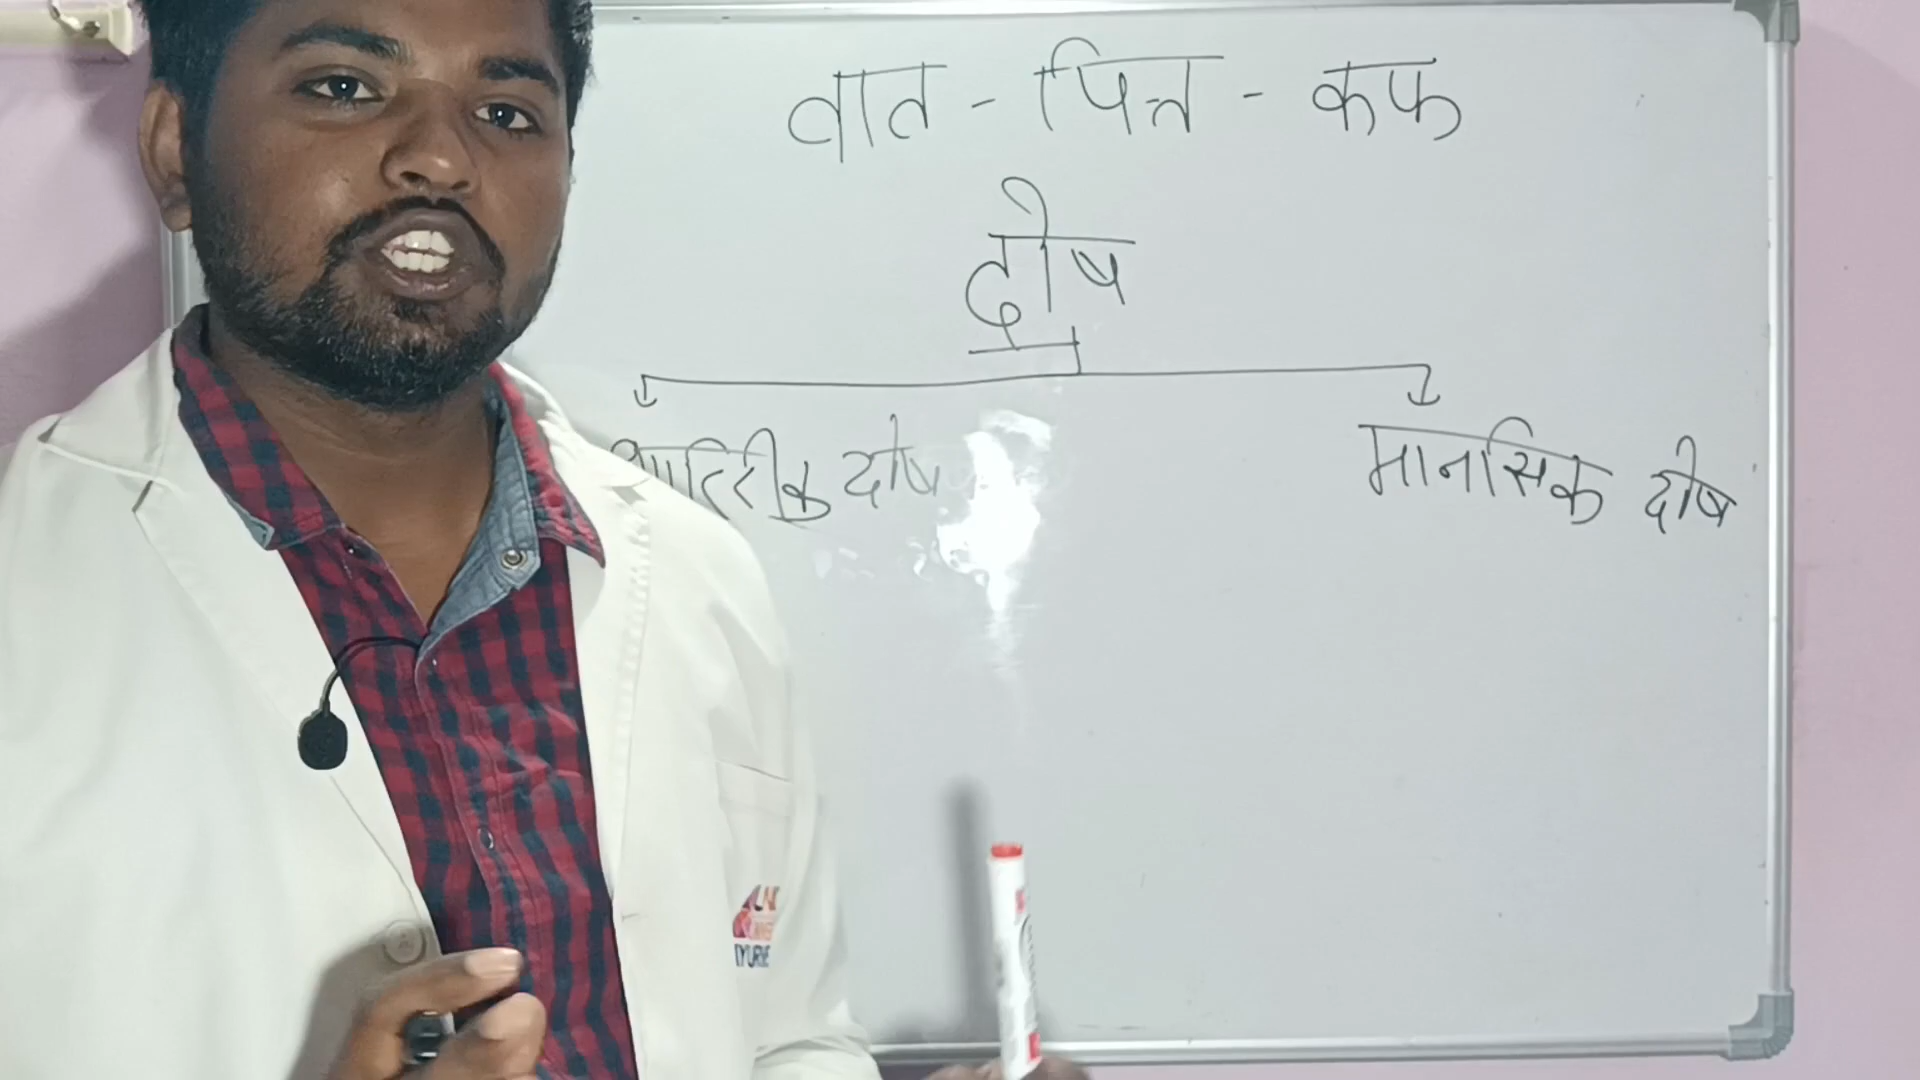 वात - पित्त - कफ
दोष
शारिरीक दोष मानसिक दोष